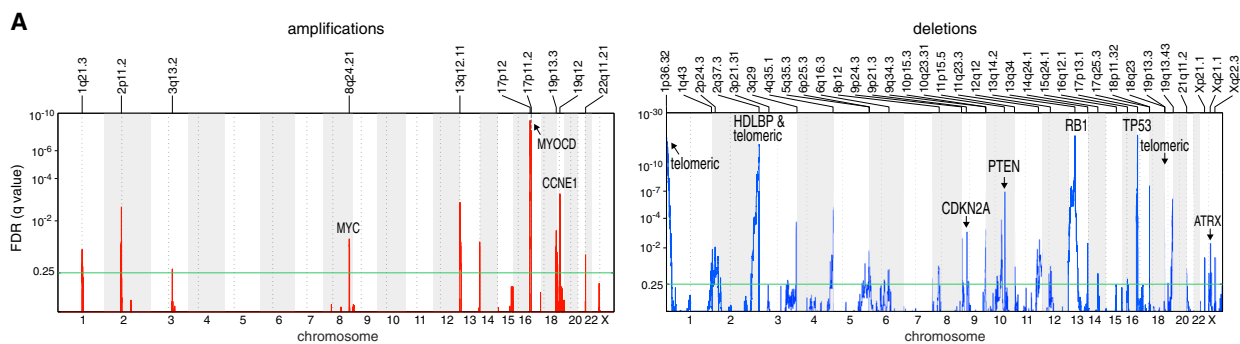 A
amplifications
deletions
1q21.3
2p11.2
3q13.2
8q24.21
13q12.11
17p12
17p11.2
19p13.3
19q12
22q11.21
1p36.32
1q43
2p24.3
2q37.3
3p21.31
3q29
4q35.1
5q35.3
6p25.3
6q16.3
8p12
9p24.3
9p21.3
9q34.3
10p15.3
10q23.31
11p15.5
11q23.3
12q12
13q14.2
13q34
14q24.1
15q24.1
16q12.1
17p13.1
17q25.3
18p11.32
18q23
19p13.3
19q13.43
21q11.2
Xp21.1
Xq21.1
Xq22.3
FDR (q value)
10-10
10-6
10-4
10-2
0.25
MYC
MYOCD
CCNE1
1 2 3 4 5 6 7 8 9 10 11 12 13 14 15 16 18 20 22 X
chromosome
10-30
10-10
10-7
10-4
10-2
0.25
telomeric
HDLBP &
telomeric
CDKN2A
PTEN
RB1
TP53
telomeric
ATRX
1 2 3 4 5 6 7 8 9 10 11 12 13 14 15 16 18 20 22 X
chromosome